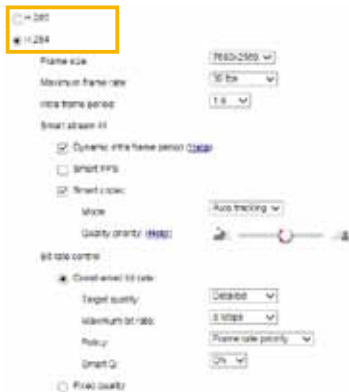 H.265
H.264
Frame size
Maximum frame rate 30 fps
Intra frame period 1 s
Smart stream III
Dynamic intra frame period (Help)
Smart FPS
Smart codec
Mode Auto tracking
Quality priority (Help)
Bit rate control
Constrained bit rate:
Target quality Detailed
Maximum bit rate:
Policy Frame rate priority
Smart Q: ON
Fixed quality